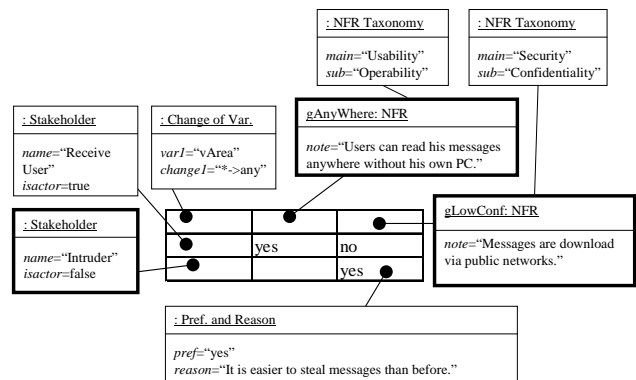 : NFR Taxonomy
main=“Usability”
sub=“Operability”
: NFR Taxonomy
main=“Security”
sub=“Confidentiality”
: Stakeholder
name=“Receive
User”
isactor=true
: Change of Var.
var1=“vArea”
change1=“*->any”
gAnyWhere: NFR
note=“Users can read his messages
anywhere without his own PC.”
: Stakeholder
name=“Intruder”
isactor=false
yes no
yes
gLowConf: NFR
note=“Messages are download
via public networks.”
: Pref. and Reason
pref=“yes”
reason=“It is easier to steal messages than before.”